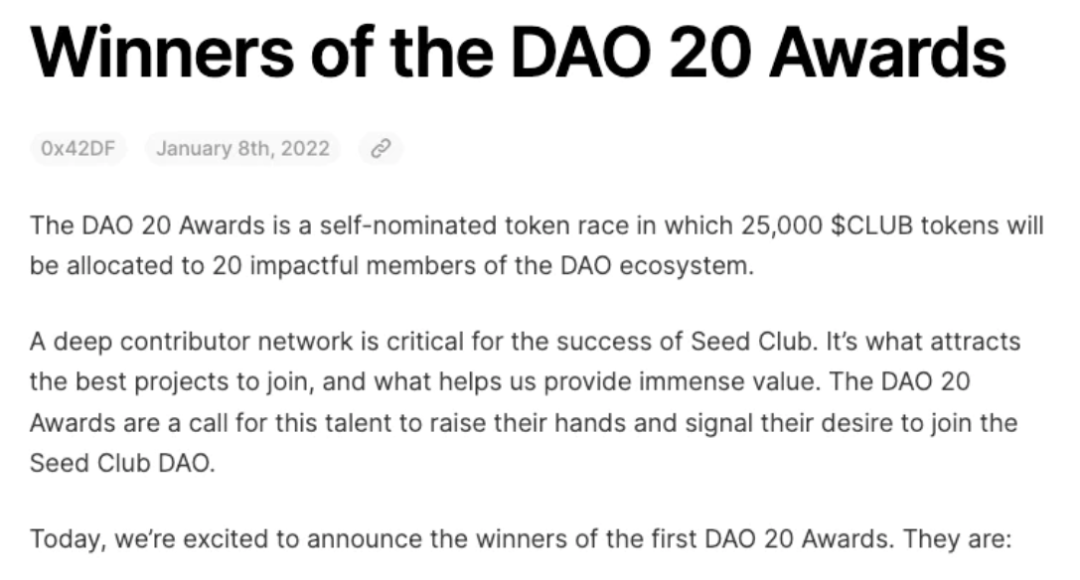 Winners of the DAO 20 Awards
0x42DF January 8th, 2022
The DAO 20 Awards is a self-nominated token race in which 25,000 $CLUB tokens will
be allocated to 20 impactful members of the DAO ecosystem.
A deep contributor network is critical for the success of Seed Club. It’s what attracts
the best projects to join, and what helps us provide immense value. The DAO 20
Awards are a call for this talent to raise their hands and signal their desire to join the
Seed Club DAO.
Today, we’re excited to announce the winners of the first DAO 20 Awards. They are: